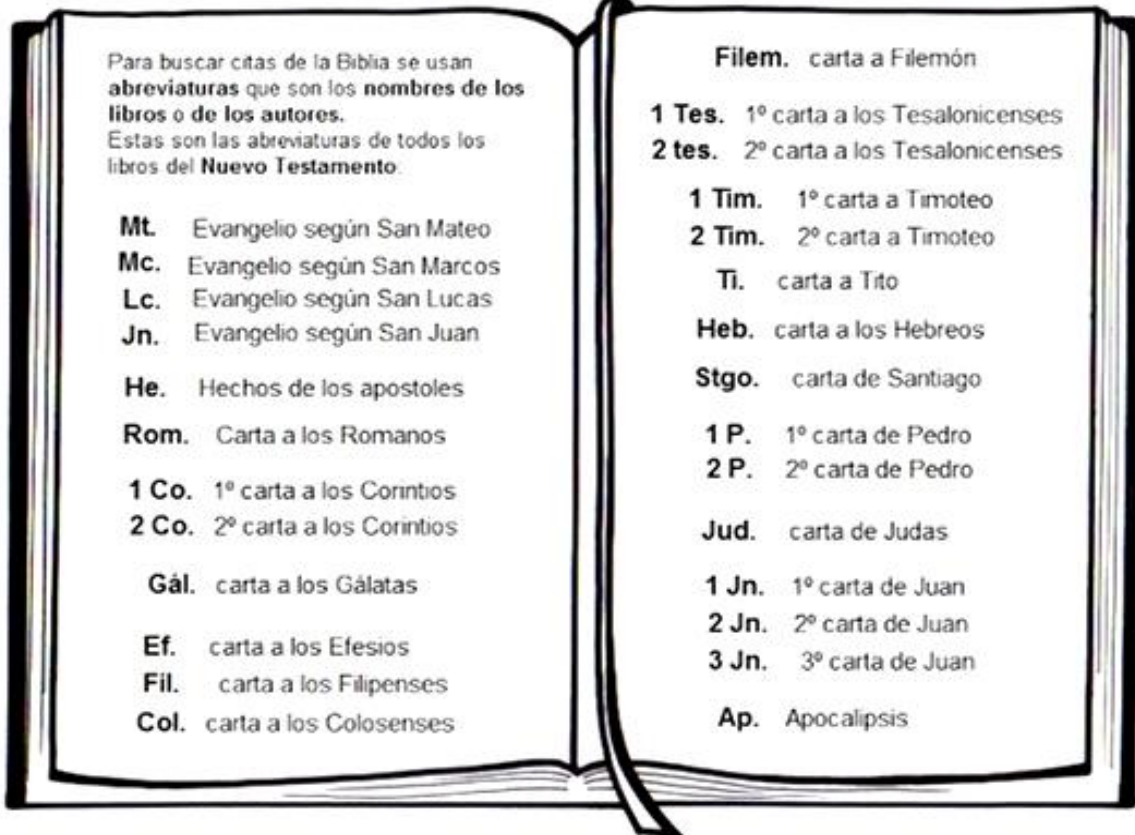 Para buscar citas de la Biblia se usan
abreviaturas que son los nombres de los
libros o de los autores.
Estas son las abreviaturas de todos los
libros del Nuevo Testamento:
Mt. Evangelio según San Mateo
Mc. Evangelio según San Marcos
Lc. Evangelio según San Lucas
Jn. Evangelio según San Juan
He. Hechos de los apostoles
Rom. Carta a los Romanos
1 Co. 1º carta a los Corintios
2 Co. 2º carta a los Corintios
Gál. carta a los Gálatas
Ef. carta a los Efesios
Fil. carta a los Filipenses
Col. carta a los Colosenses
Filem. carta a Filemón
1 Tes. 1º carta a los Tesalonicenses
2 tes. 2º carta a los Tesalonicenses
1 Tim. 1º carta a Timoteo
2 Tim. 2º carta a Timoteo
Ti. carta a Tito
Heb. carta a los Hebreos
Stgo. carta de Santiago
1 P. 1º carta de Pedro
2 P. 2º carta de Pedro
Jud. carta de Judas
1 Jn. 1º carta de Juan
2 Jn. 2º carta de Juan
3 Jn. 3º carta de Juan
Ap. Apocalipsis